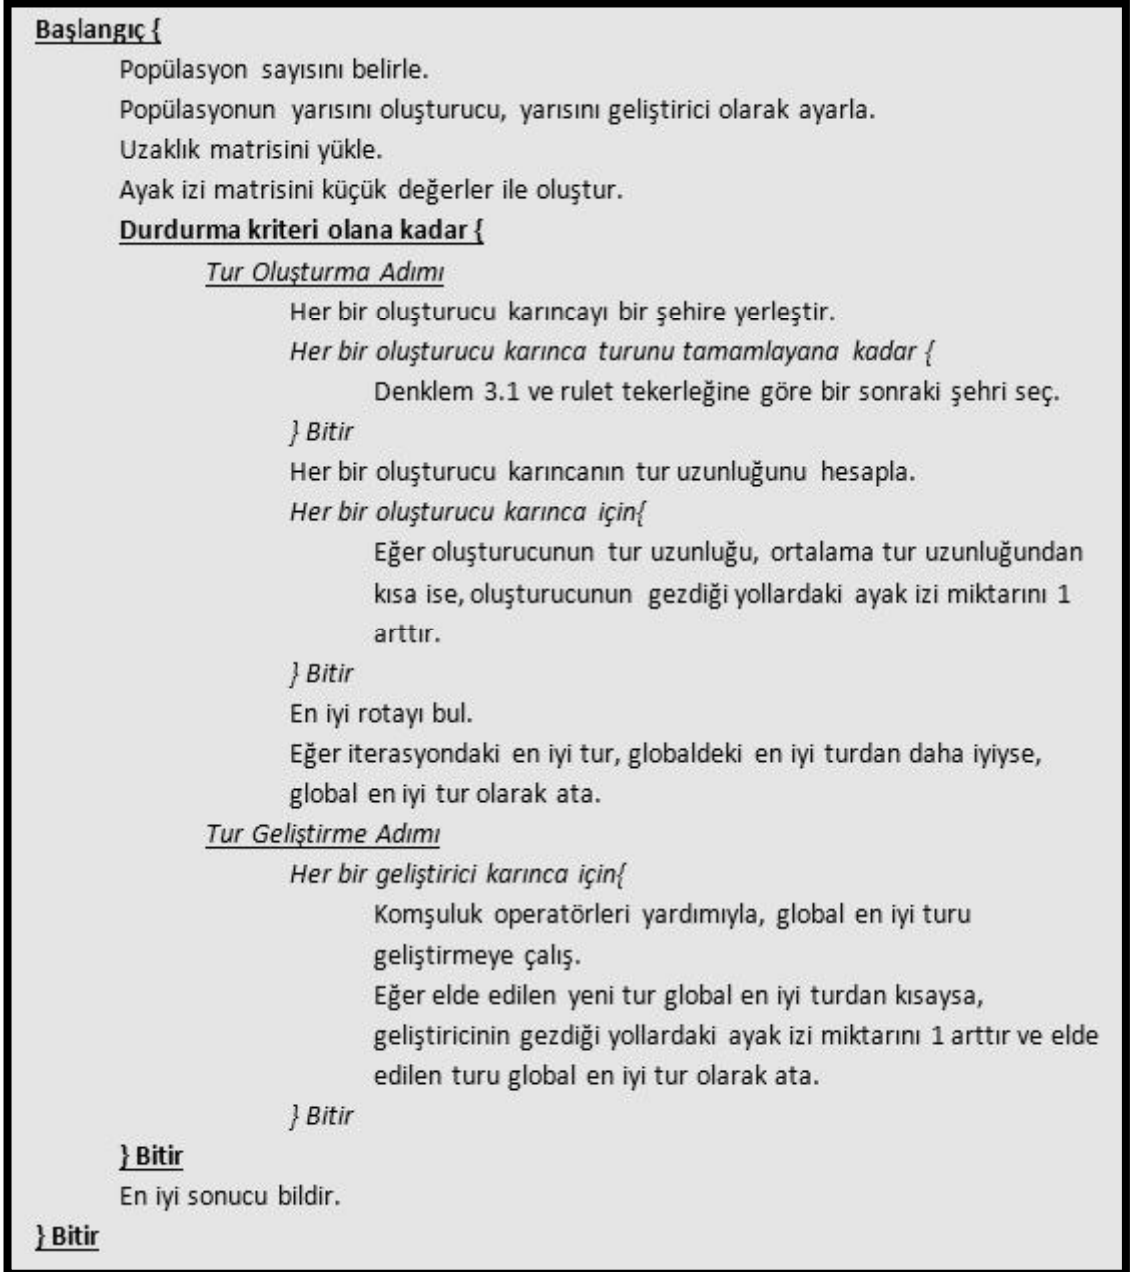 Başlangıç {
Popülasyon sayısını belirle.
Popülasyonun yarısını oluşturucu, yarısını geliştirici olarak ayarla.
Uzaklık matrisini yükle.
Ayak izi matrisini küçük değerler ile oluştur.
Durdurma kriteri olana kadar {
Tur Oluşturma Adımı
Her bir oluşturucu karıncayı bir şehire yerleştir.
Her bir oluşturucu karınca turunu tamamlayana kadar {
Denklem 3.1 ve rulet tekerleğine göre bir sonraki şehri seç.
} Bitir
Her bir oluşturucu karıncanın tur uzunluğunu hesapla.
Her bir oluşturucu karınca için{
Eğer oluşturucunun tur uzunluğu, ortalama tur uzunluğundan
kısa ise, oluşturucunun gezdiği yollardaki ayak izi miktarını 1
arttır.
} Bitir
En iyi rotayı bul.
Eğer iterasyondaki en iyi tur, globaldeki en iyi turdan daha iyiyse,
global en iyi tur olarak ata.
Tur Geliştirme Adımı
Her bir geliştirici karınca için{
Komşuluk operatörleri yardımıyla, global en iyi turu
geliştirmeye çalış.
Eğer elde edilen yeni tur global en iyi turdan kısaysa,
geliştiricinin gezdiği yollardaki ayak izi miktarını 1 arttır ve elde
edilen turu global en iyi tur olarak ata.
} Bitir
} Bitir
En iyi sonucu bildir.
} Bitir